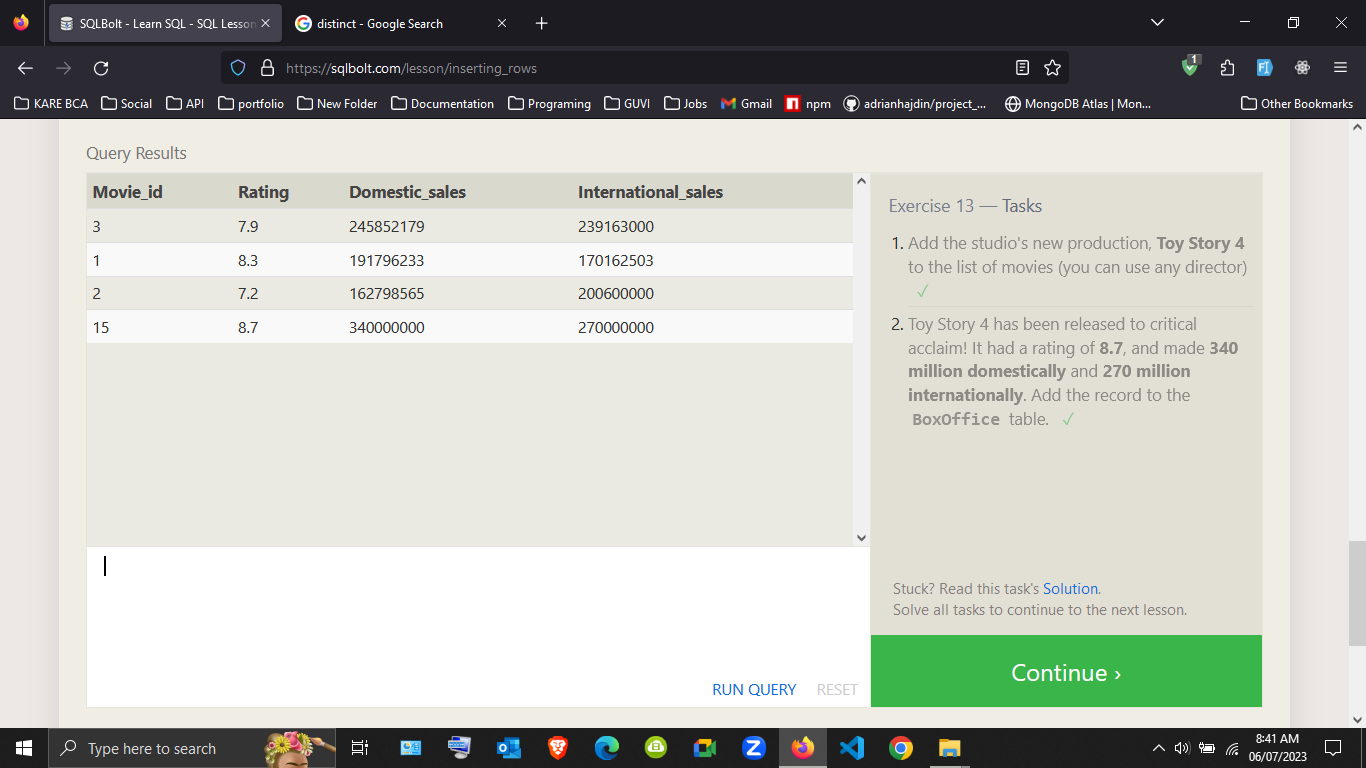 SQLBolt - Learn SQL - SQL Lesson
distinct - Google Search
https://sqlbolt.com/lesson/inserting_rows
1
KARE BCA
Social
API
portfolio
New Folder
Documentation
Programing
GUVI
Jobs
Gmail
npm
adrianhajdin/project_...
MongoDB Atlas | Mon...
Other Bookmarks
Query Results
Movie_id Rating Domestic_sales International_sales
3 7.9 245852179 239163000
1 8.3 191796233 170162503
2 7.2 162798565 200600000
15 8.7 340000000 270000000
Exercise 13 — Tasks
1. Add the studio's new production, Toy Story 4
to the list of movies (you can use any director)
✓
2. Toy Story 4 has been released to critical
acclaim! It had a rating of 8.7, and made 340
million domestically and 270 million
internationally. Add the record to the
BoxOffice table. ✓
Stuck? Read this task's Solution.
Solve all tasks to continue to the next lesson.
RUN QUERY
RESET
Continue ›
Type here to search
8:41 AM
06/07/2023